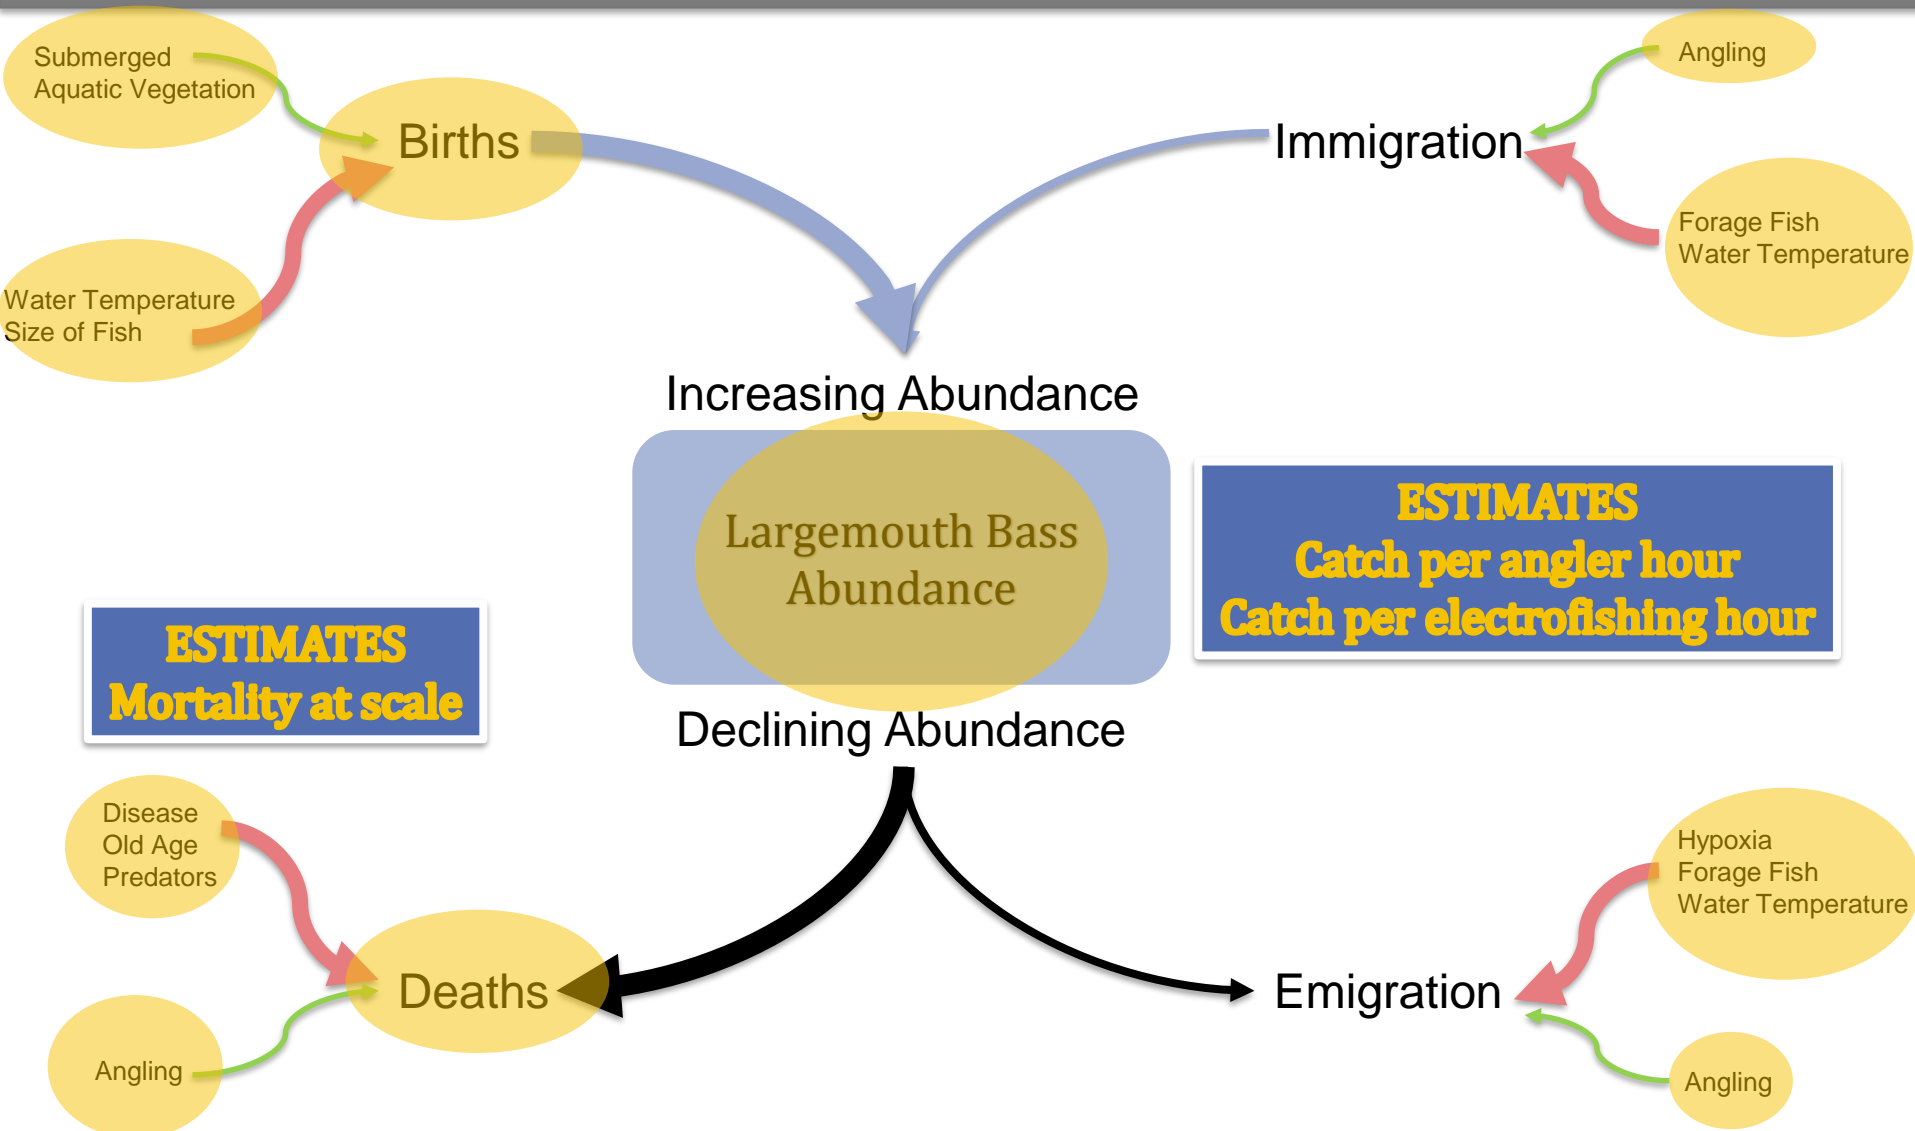 Submerged
Aquatic Vegetation
Angling
Births
Immigration
Forage Fish
Water Temperature
Water Temperature
Size of Fish
Increasing Abundance
Largemouth Bass
Abundance
ESTIMATES
Catch per angler hour
Catch per electrofishing hour
ESTIMATES
Mortality at scale
Declining Abundance
Disease
Old Age
Predators
Hypoxia
Forage Fish
Water Temperature
Deaths
Emigration
Angling
Angling